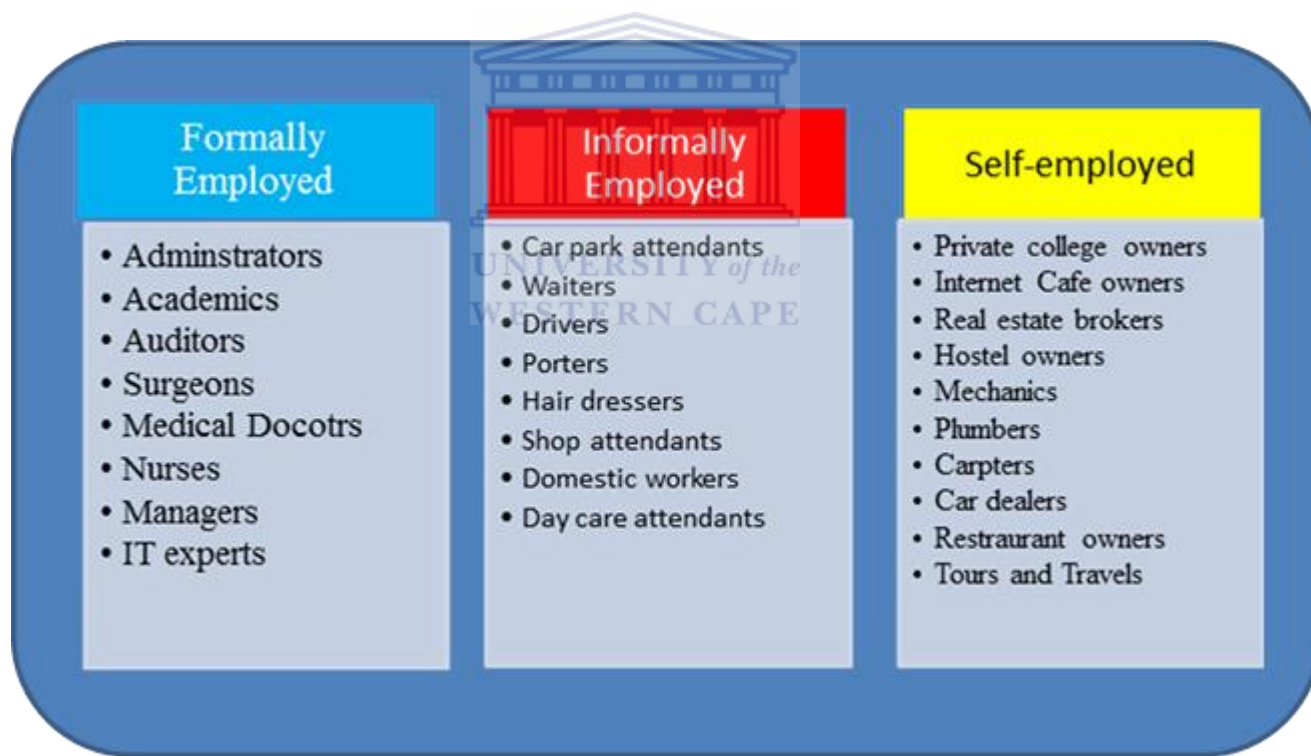 Formally
Employed
• Adminstrators
• Academics
• Auditors
• Surgeons
• Medical Docotrs
• Nurses
• Managers
• IT experts
Informally
Employed
• Car park attendants
• Waiters
• Drivers
• Porters
• Hair dressers
• Shop attendants
• Domestic workers
• Day care attendants
UNIVERSITY of the
WESTERN CAPE
Self-employed
• Private college owners
• Internet Cafe owners
• Real estate brokers
• Hostel owners
• Mechanics
• Plumbers
• Carpters
• Car dealers
• Restraurant owners
• Tours and Travels